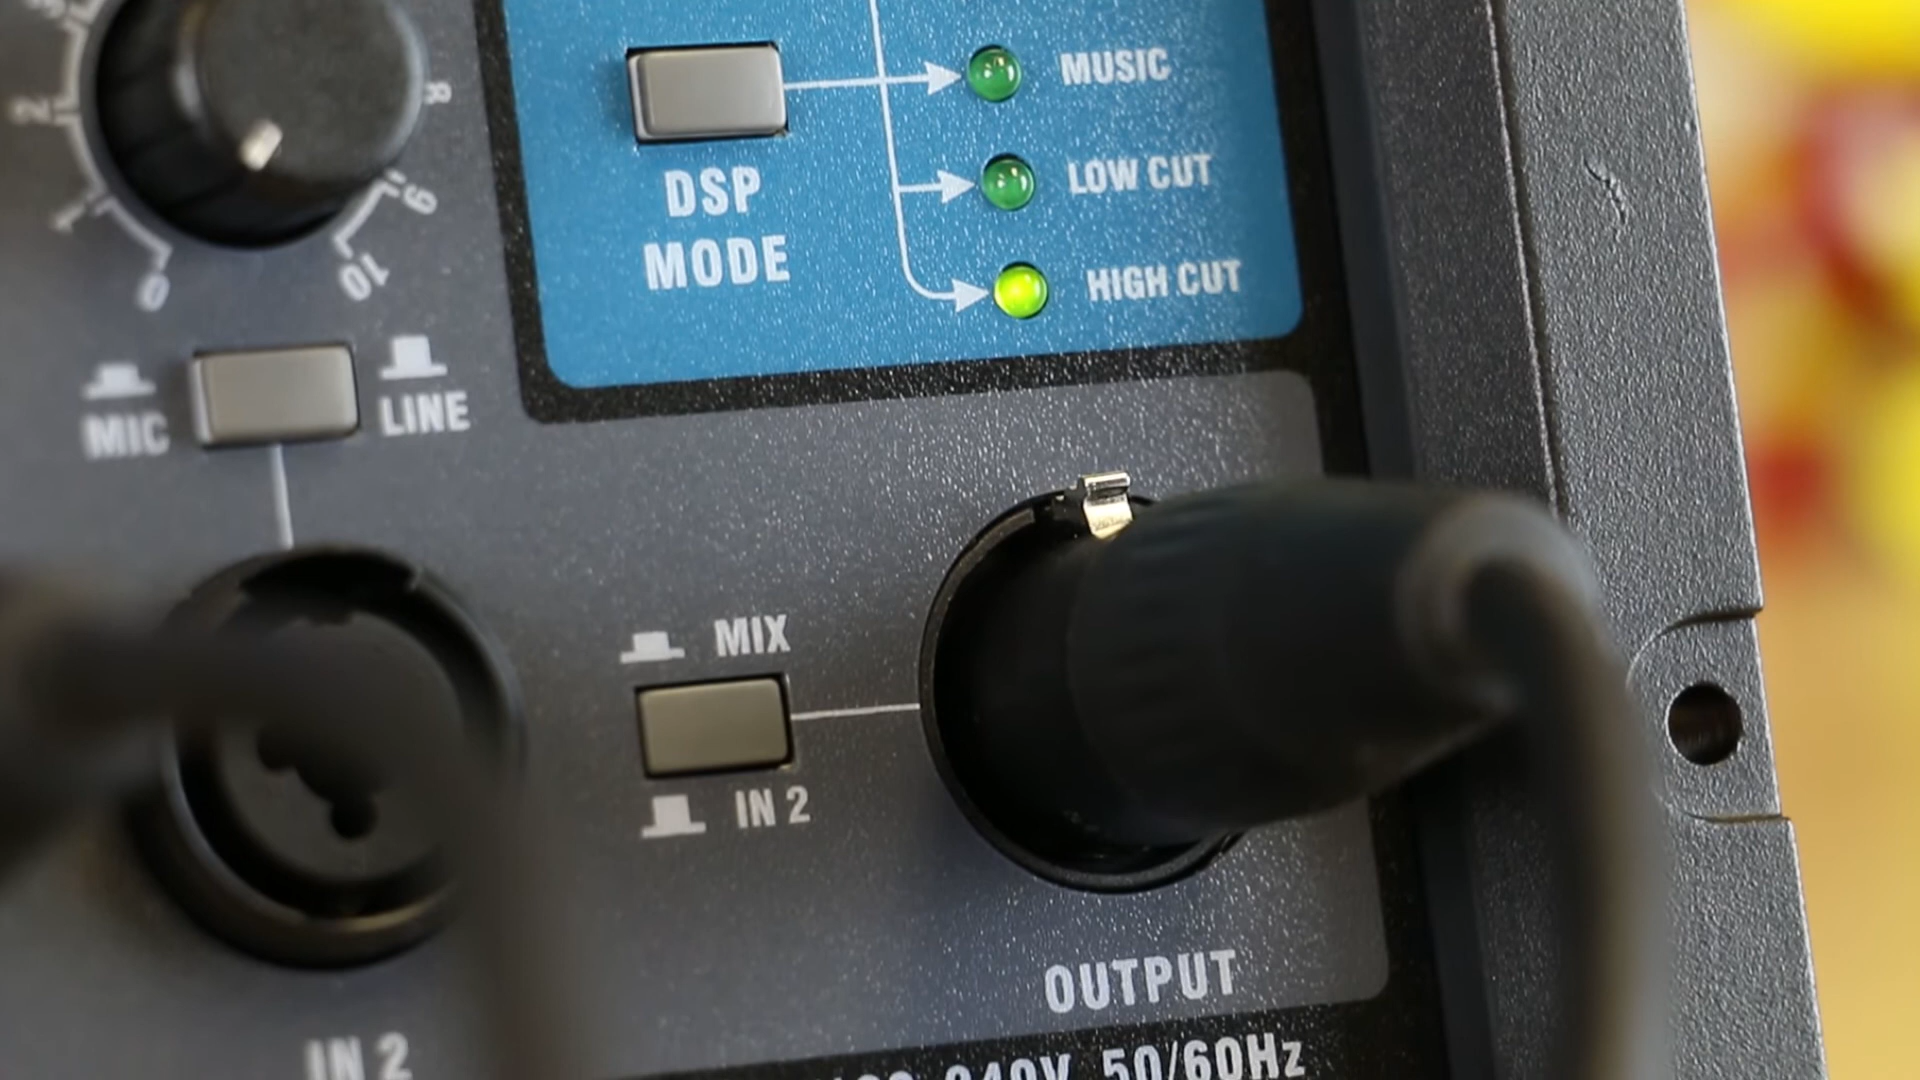 MUSIC
LOW CUT
HIGH CUT
DSP
MODE
2
1
0
8
9
10
MIC
LINE
MIX
IN 2
OUTPUT
IN 2
240V 50/60Hz